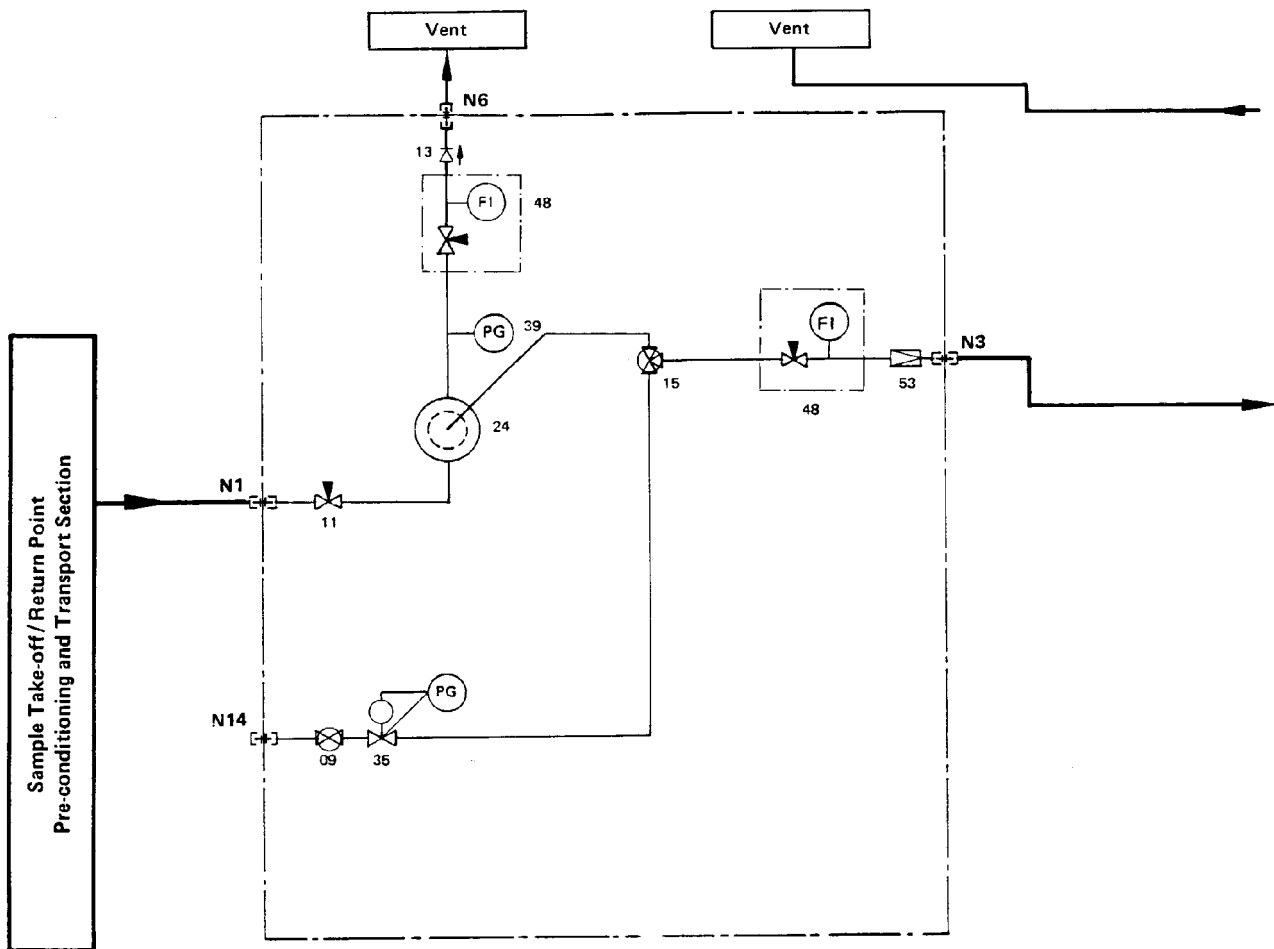 Vent
Vent
N6
13
FI
48
PG
39
FI
N3
15
53
48
24
N1
11
Sample Take-off/Return Point
Pre-conditioning and Transport Section
PG
N14
09
35